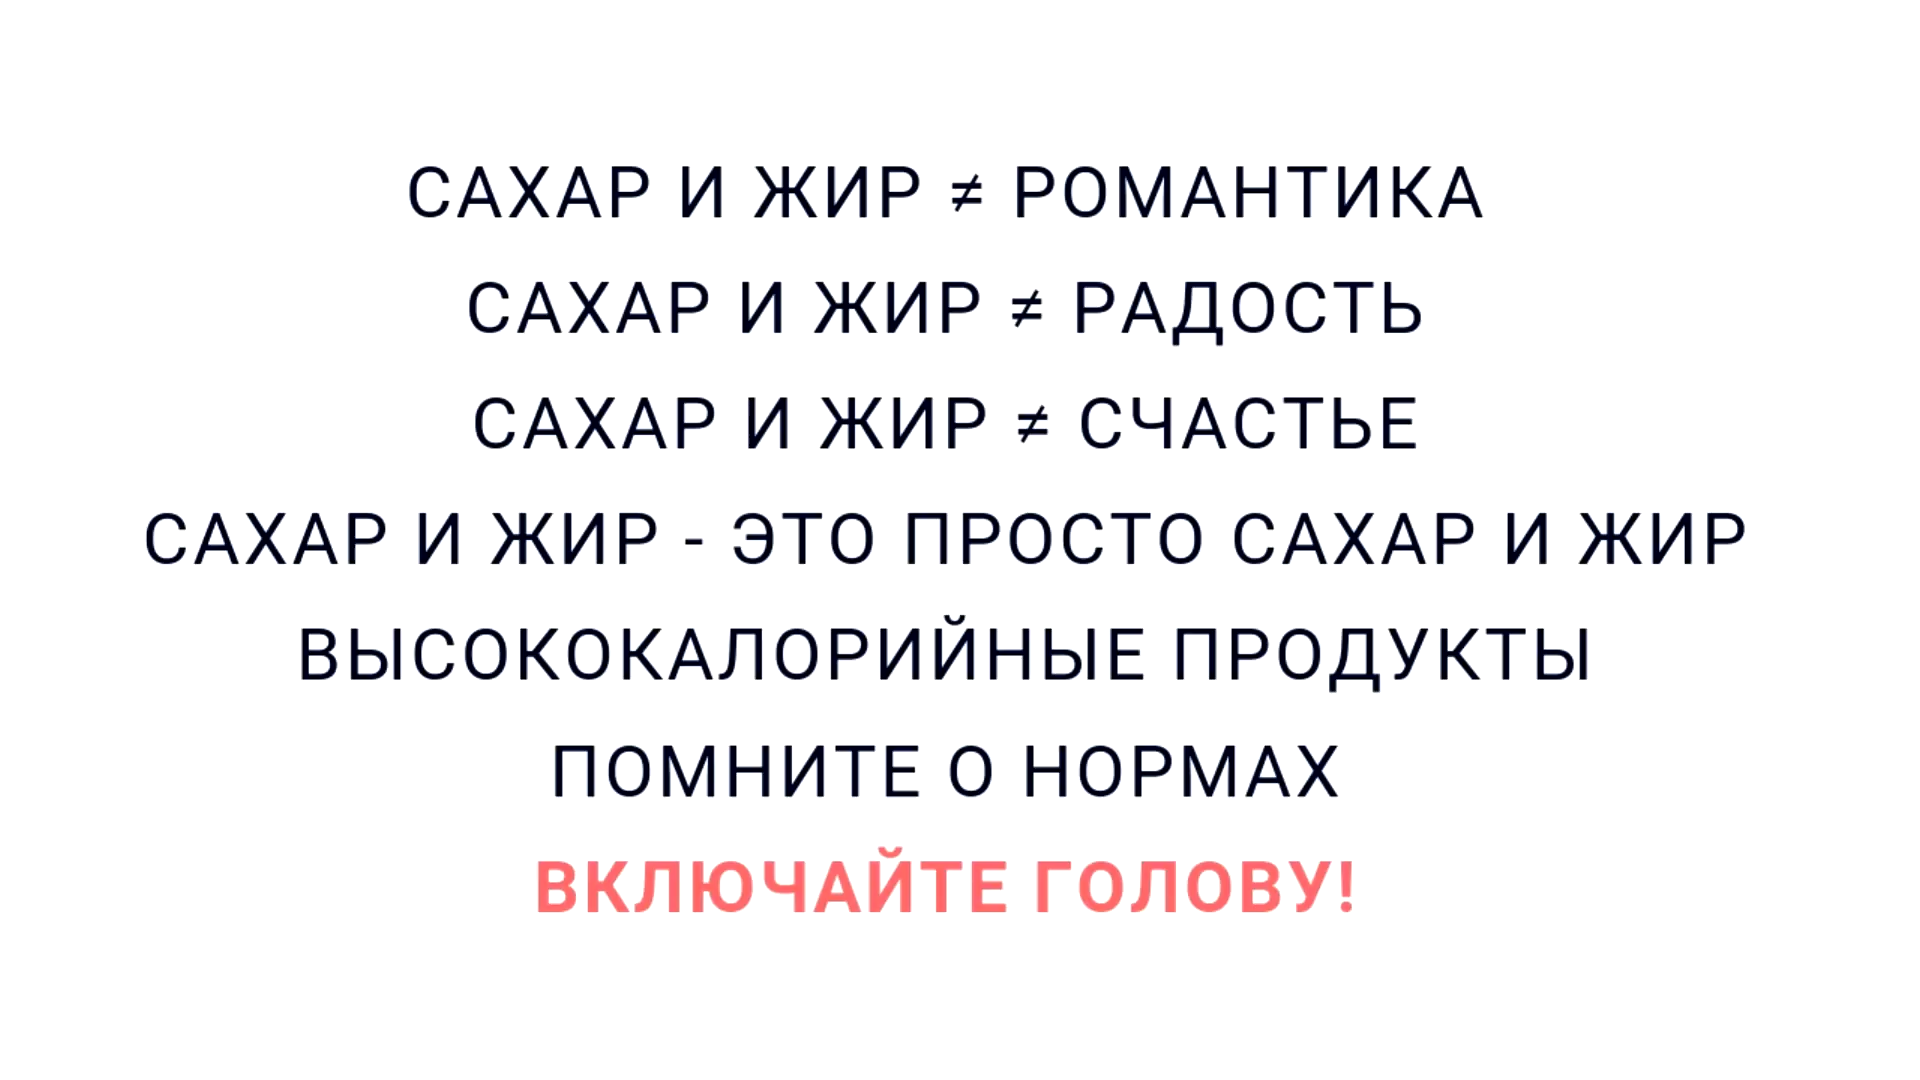 САХАР И ЖИР ≠ РОМАНТИКА
САХАР И ЖИР ≠ РАДОСТЬ
САХАР И ЖИР ≠ СЧАСТЬЕ
САХАР И ЖИР - ЭТО ПРОСТО САХАР И ЖИР
ВЫСОКОКАЛОРИЙНЫЕ ПРОДУКТЫ
ПОМНИТЕ О НОРМАХ
ВКЛЮЧАЙТЕ ГОЛОВУ!